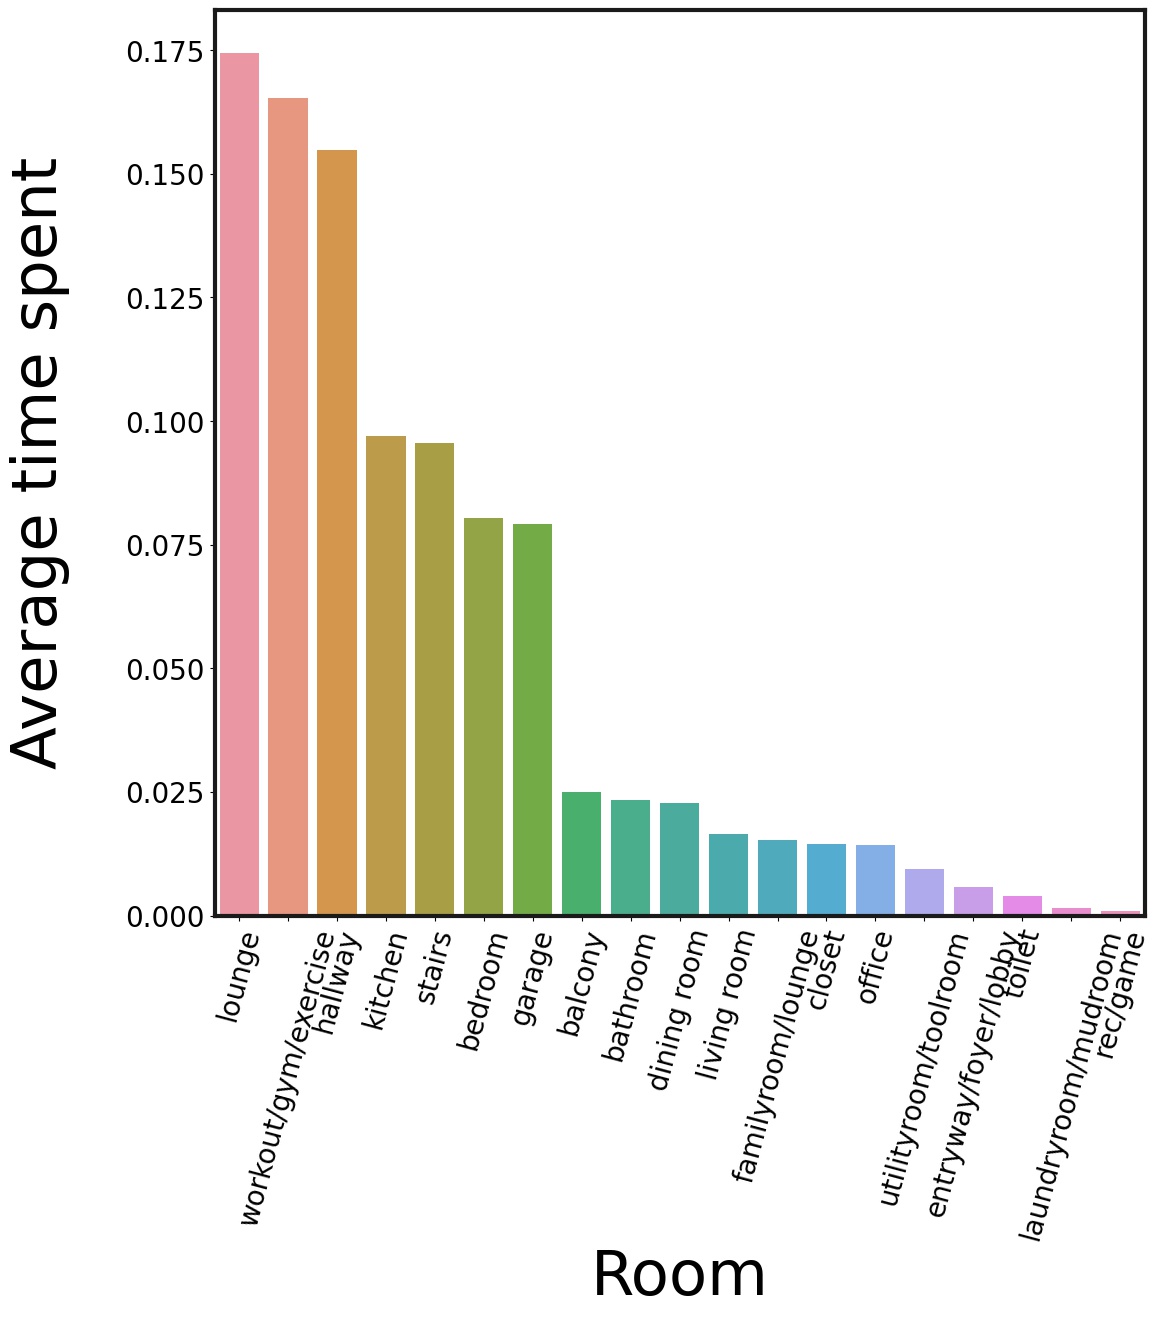 Average time spent
0.175
0.150
0.125
0.100
0.075
0.050
0.025
0.000
lounge
workout/gym/exercise
hallway
kitchen
stairs
bedroom
garage
balcony
bathroom
dining room
living room
familyroom/lounge
closet
office
utilityroom/toolroom
entryway/foyer/lobby
toilet
laundryroom/mudroom
rec/game
Room